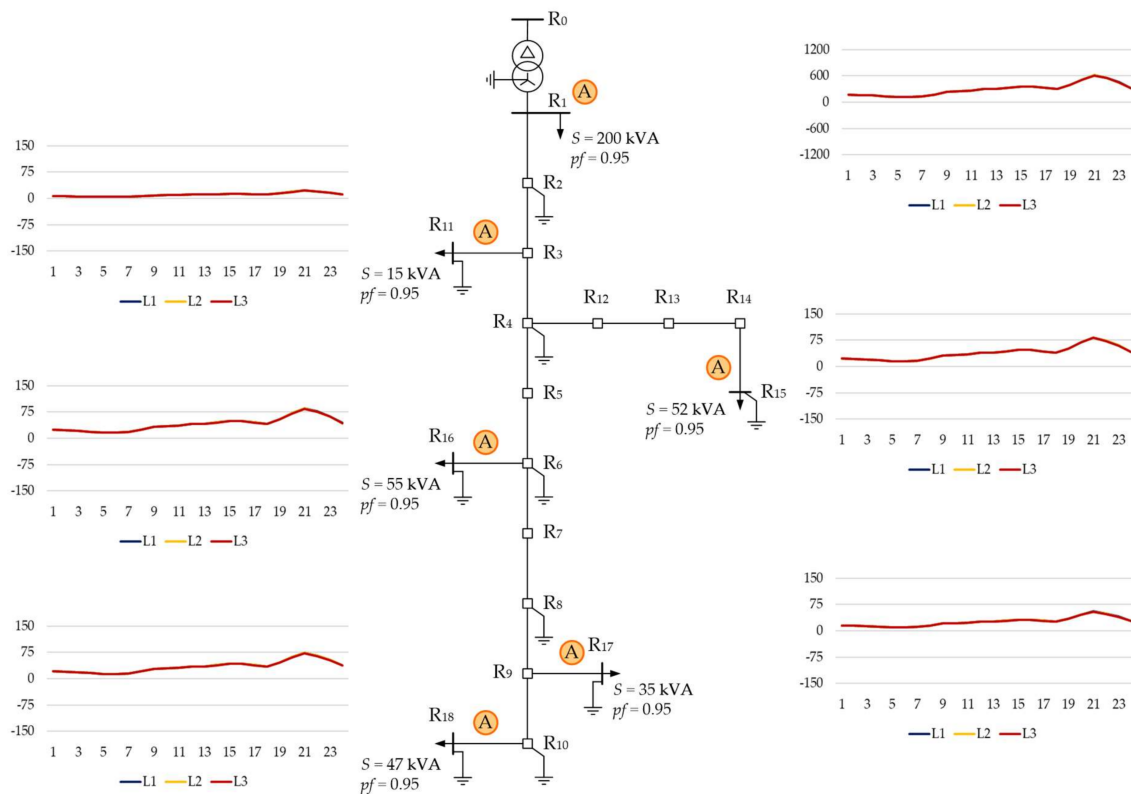 R0
A
R1
S = 200 kVA
pf = 0.95
R2
R11
A
R3
S = 15 kVA
pf = 0.95
R12
R13
R14
R4
A
R15
S = 52 kVA
pf = 0.95
R5
R16
A
R6
S = 55 kVA
pf = 0.95
R7
R8
R17
A
R9
S = 35 kVA
pf = 0.95
R18
A
R10
S = 47 kVA
pf = 0.95
150
75
0
-75
-150
1 3 5 7 9 11 13 15 17 19 21 23
L1 L2 L3
150
75
0
-75
-150
1 3 5 7 9 11 13 15 17 19 21 23
L1 L2 L3
150
75
0
-75
-150
1 3 5 7 9 11 13 15 17 19 21 23
L1 L2 L3
1200
600
0
-600
-1200
1 3 5 7 9 11 13 15 17 19 21 23
L1 L2 L3
150
75
0
-75
-150
1 3 5 7 9 11 13 15 17 19 21 23
L1 L2 L3
150
75
0
-75
-150
1 3 5 7 9 11 13 15 17 19 21 23
L1 L2 L3